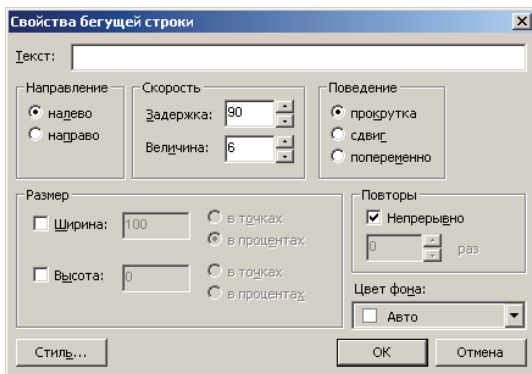 Свойства бегущей строки
Текст:
Направление
налево
направо
Скорость
Задержка: 90
Величина: 6
Поведение
прокрутка
сдвиг
попеременно
Размер
Ширина: 100
в точках
в процентах
Высота: 0
в точках
в процентах
Повторы
Непрерывно
0 раз
Цвет фона:
Авто
Стиль...
ОК
Отмена